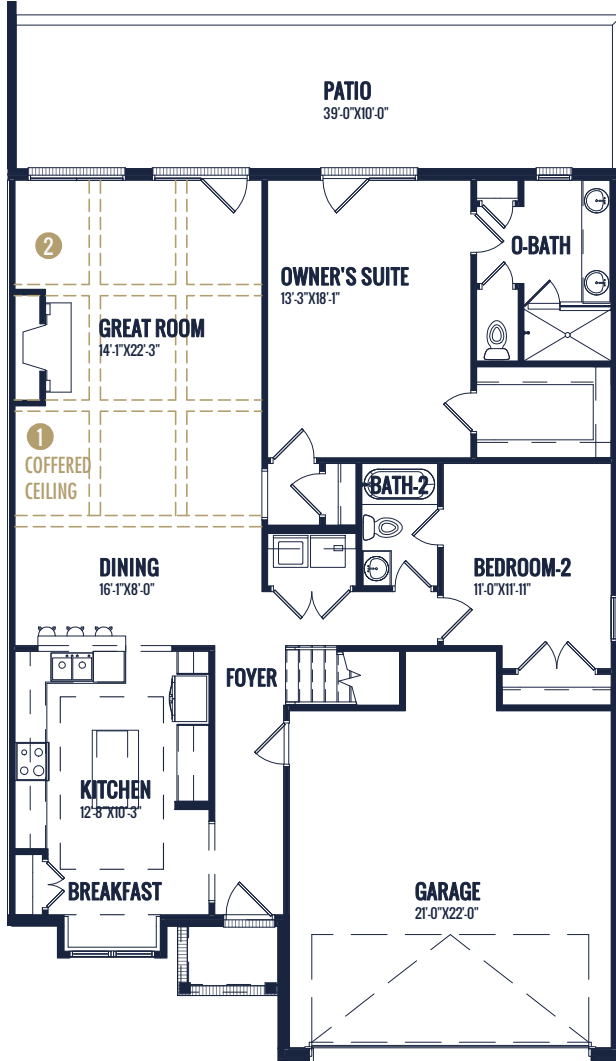 PATIO
39'-0"X10'-0"
2
O-BATH
OWNER'S SUITE
13'-3"X18'-1"
GREAT ROOM
14'-1"X22'-3"
1
COFFERED
CEILING
BATH-2
DINING
16'-1"X8'-0"
BEDROOM-2
11'-0"X11'-11"
FOYER
KITCHEN
12'-8"X10'-3"
BREAKFAST
GARAGE
21'-0"X22'-0"